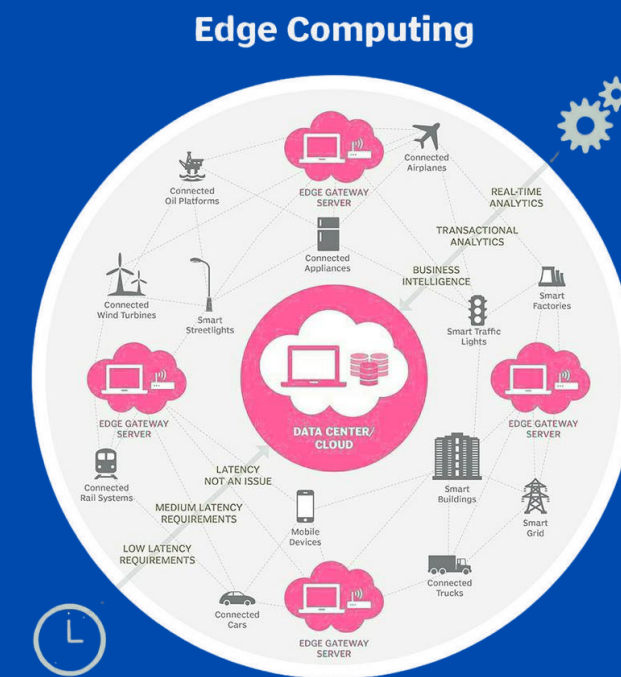 Edge Computing
Connected
Oil Platforms
EDGE GATEWAY
SERVER
Connected
Airplanes
REAL-TIME
ANALYTICS
TRANSACTIONAL
ANALYTICS
BUSINESS
INTELLIGENCE
Connected
Appliances
Connected
Wind Turbines
Smart
Streetlights
Smart Traffic
Lights
Smart
Factories
EDGE GATEWAY
SERVER
DATA CENTER/
CLOUD
EDGE GATEWAY
SERVER
Connected
Rail Systems
LATENCY
NOT AN ISSUE
MEDIUM LATENCY
REQUIREMENTS
LOW LATENCY
REQUIREMENTS
Mobile
Devices
Smart
Buildings
Smart
Grid
Connected
Cars
Connected
Trucks
EDGE GATEWAY
SERVER